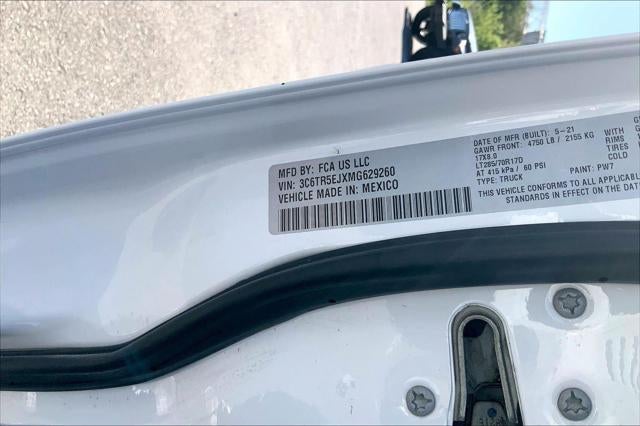 MFD BY: FCA US LLC
VIN: 3C6TR5EJXMG629260
VEHICLE MADE IN: MEXICO
DATE OF MFR (BUILT): 5-21
GAWR FRONT: 4750 LB / 2155 KG WITH
17X8.0 RIMS
LT285/70R17D TIRES
AT 415 kPa / 60 PSI COLD
TYPE: TRUCK PAINT: PW7
THIS VEHICLE CONFORMS TO ALL APPLICABLE
STANDARDS IN EFFECT ON THE DA